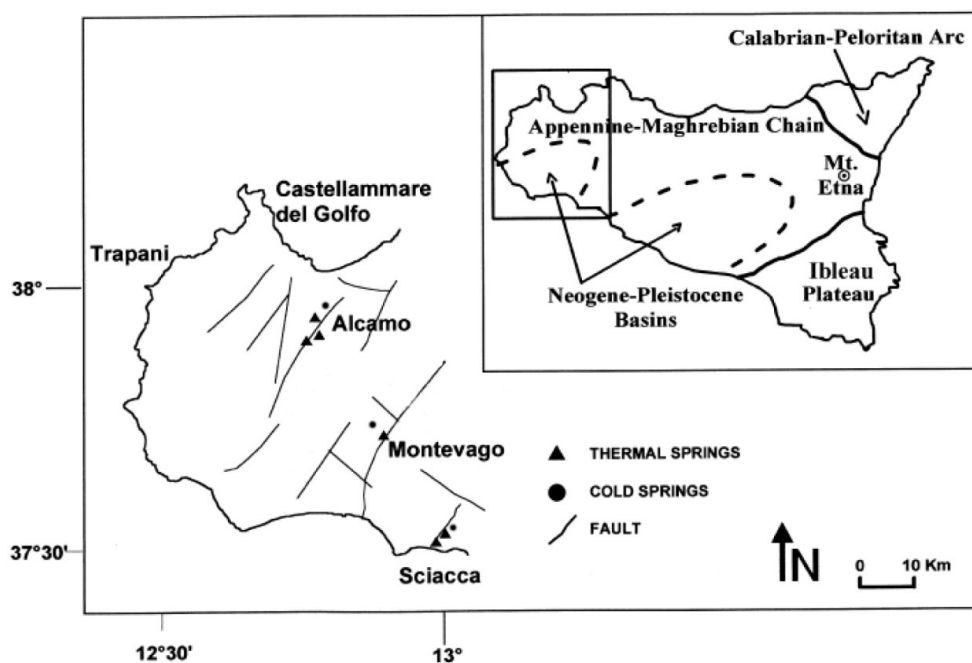 Calabrian-Peloritan Arc
Appennine-Maghrebian Chain
Mt.
Etna
Neogene-Pleistocene
Basins
Ibleau
Plateau
Castellammare
del Golfo
Trapani
38°
Alcamo
Montevago
THERMAL SPRINGS
COLD SPRINGS
FAULT
37°30'
Sciacca
N
0 10 Km
12°30'
13°